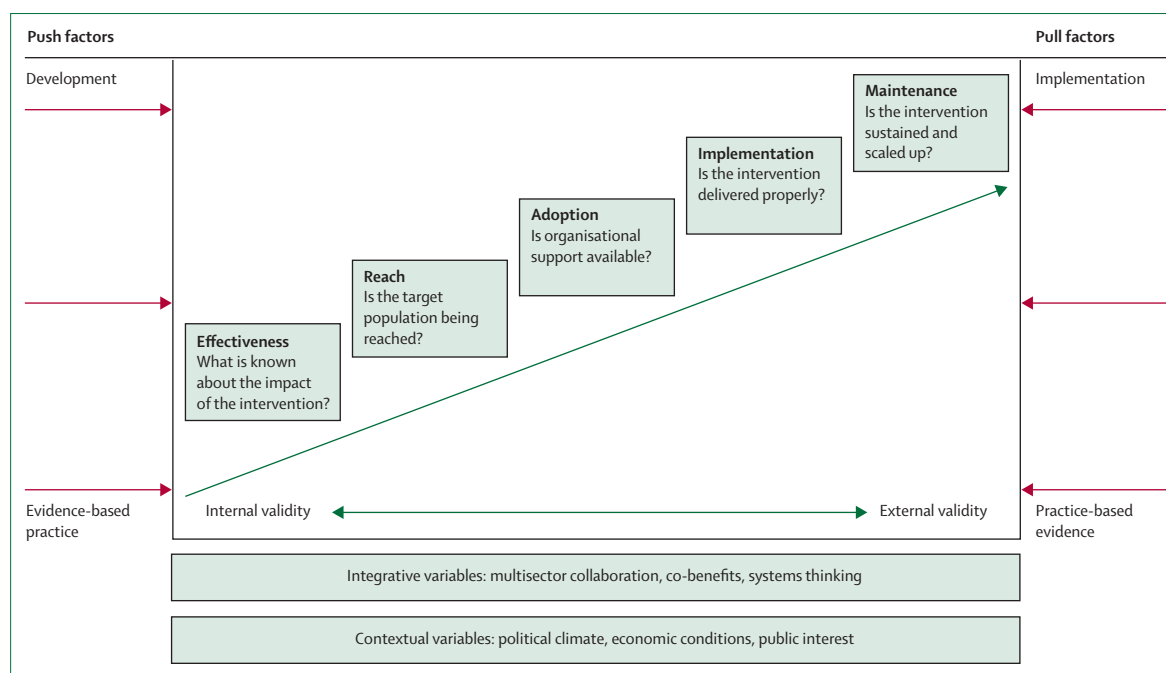 Push factors
Pull factors
Development
Implementation
Maintenance
Is the intervention
sustained and
scaled up?
Implementation
Is the intervention
delivered properly?
Adoption
Is organisational
support available?
Reach
Is the target
population being
reached?
Effectiveness
What is known
about the impact
of the intervention?
Evidence-based
practice
Internal validity
External validity
Practice-based
evidence
Integrative variables: multisector collaboration, co-benefits, systems thinking
Contextual variables: political climate, economic conditions, public interest